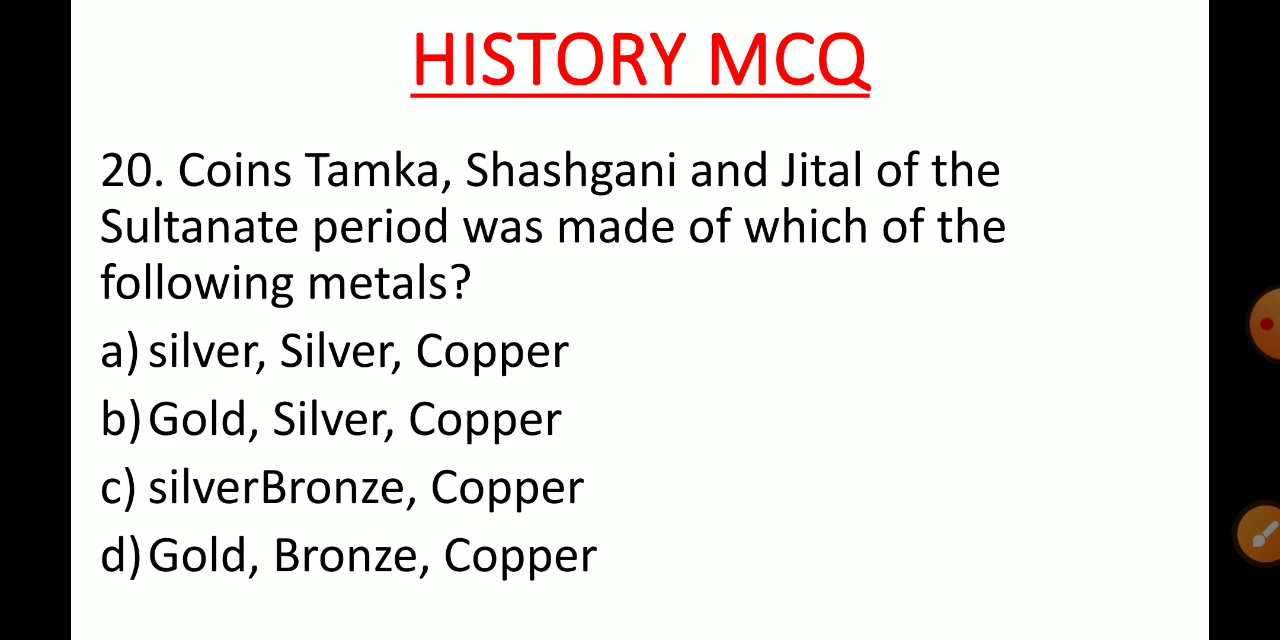 HISTORY MCQ
20. Coins Tamka, Shashgani and Jital of the
Sultanate period was made of which of the
following metals?
a) silver, Silver, Copper
b) Gold, Silver, Copper
c) silverBronze, Copper
d) Gold, Bronze, Copper